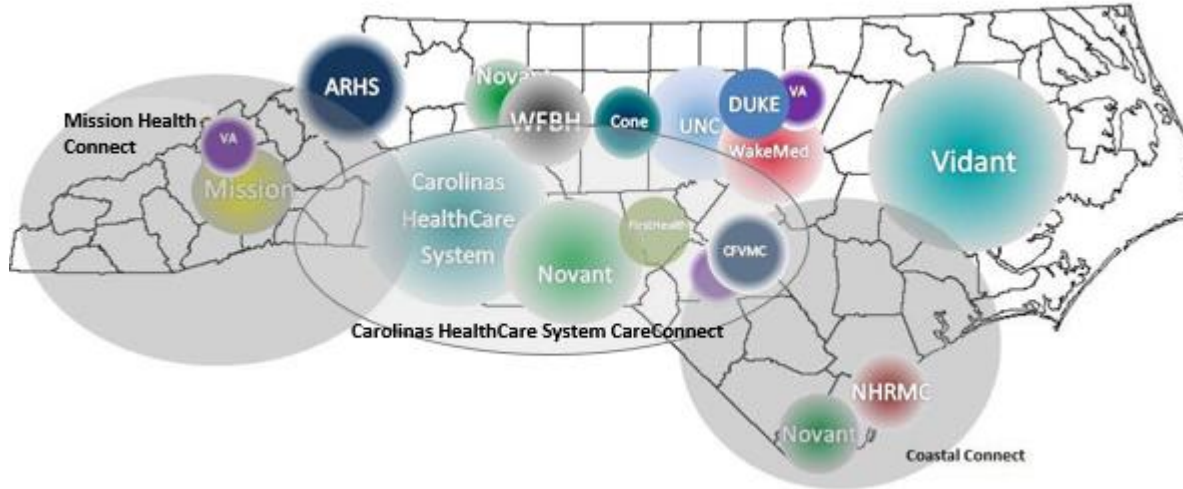 ARHS
Novant
WFBH
Cone
UNC
DUKE
VA
WakeMed
Vidant
Mission Health
Connect
VA
Mission
Carolinas
HealthCare
System
FirstHealth
Novant
CFVMC
Carolinas HealthCare System CareConnect
NHRMC
Novant
Coastal Connect